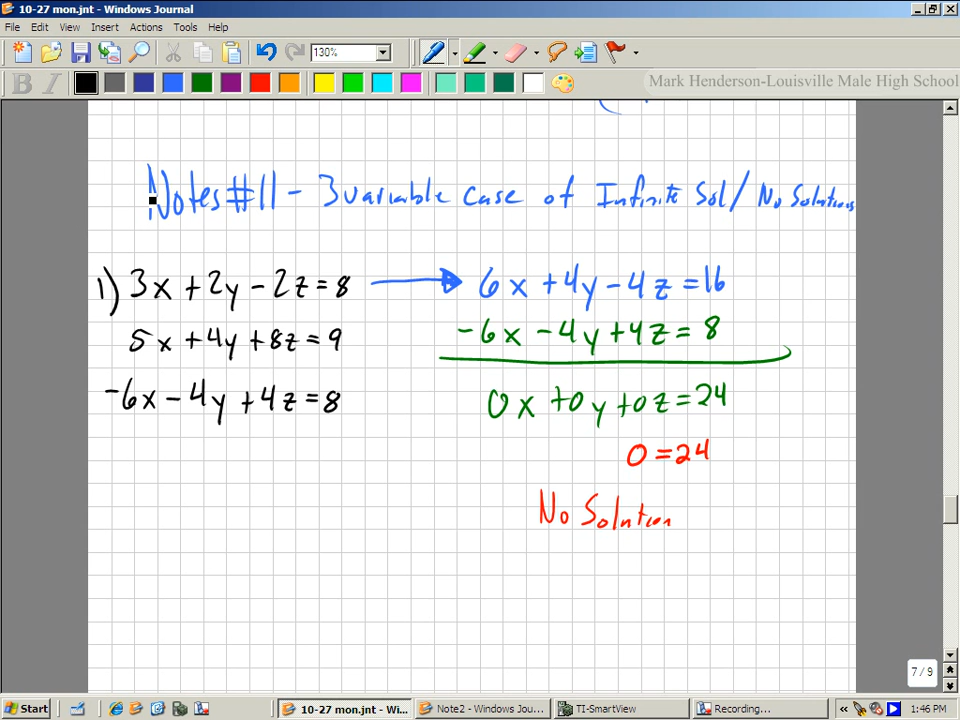 10-27 mon.jnt - Windows Journal
File Edit View Insert Actions Tools Help
130%
B I
Mark Henderson-Louisville Male High School
Notes #11 - 3 variable case of Infinite Sol / No Solutions
1) 3x + 2y - 2z = 8
5x + 4y + 8z = 9
-6x - 4y + 4z = 8
6x + 4y - 4z = 16
-6x - 4y + 4z = 8
0x + 0y + 0z = 24
0 = 24
No Solution
7 / 9
Start
10-27 mon.jnt - Wi...
Note2 - Windows Jou...
TI-SmartView
Recording...
1:46 PM